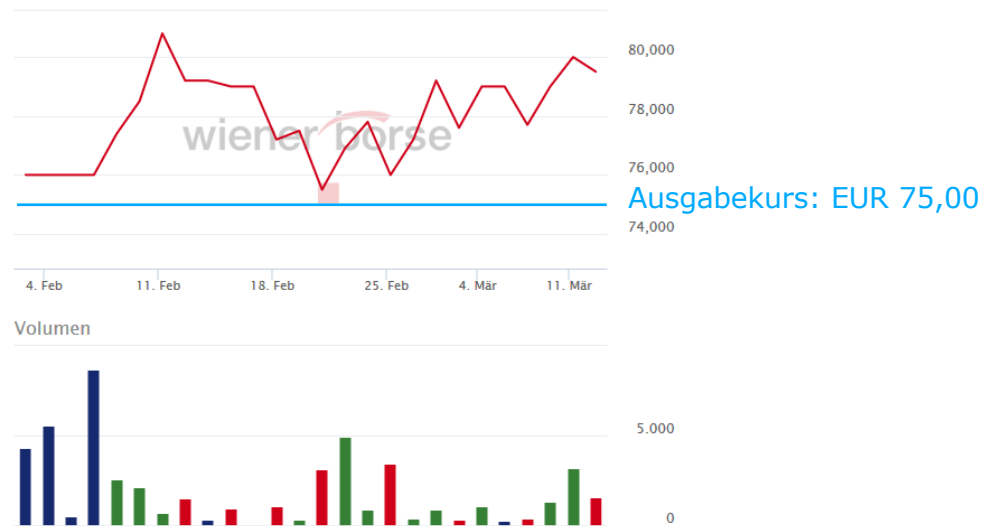 80,000
78,000
wiener börse
76,000
Ausgabekurs: EUR 75,00
74,000
4. Feb 11. Feb 18. Feb 25. Feb 4. Mär 11. Mär
Volumen
5.000
0